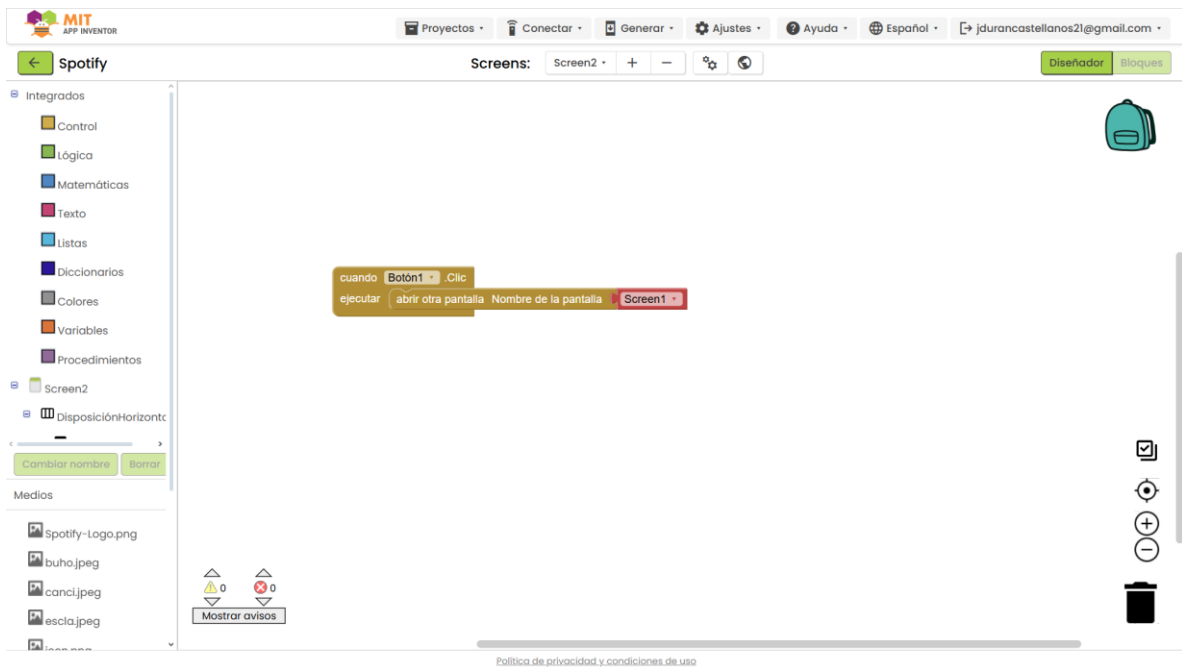 MIT
APP INVENTOR
Proyectos
Conectar
Generar
Ajustes
Ayuda
Español
jdurancastellanos21@gmail.com
Spotify
Screens:
Screen2
Diseñador
Bloques
Integrados
Control
Lógica
Matemáticas
Texto
Listas
Diccionarios
Colores
Variables
Procedimientos
Screen2
DisposiciónHorizonta
Cambiar nombre
Borrar
Medios
Spotify-Logo.png
buho.jpeg
canci.jpeg
escla.jpeg
cuando Botón1 .Clic
ejecutar abrir otra pantalla Nombre de la pantalla Screen1
0 0
Mostrar avisos
Política de privacidad y condiciones de uso